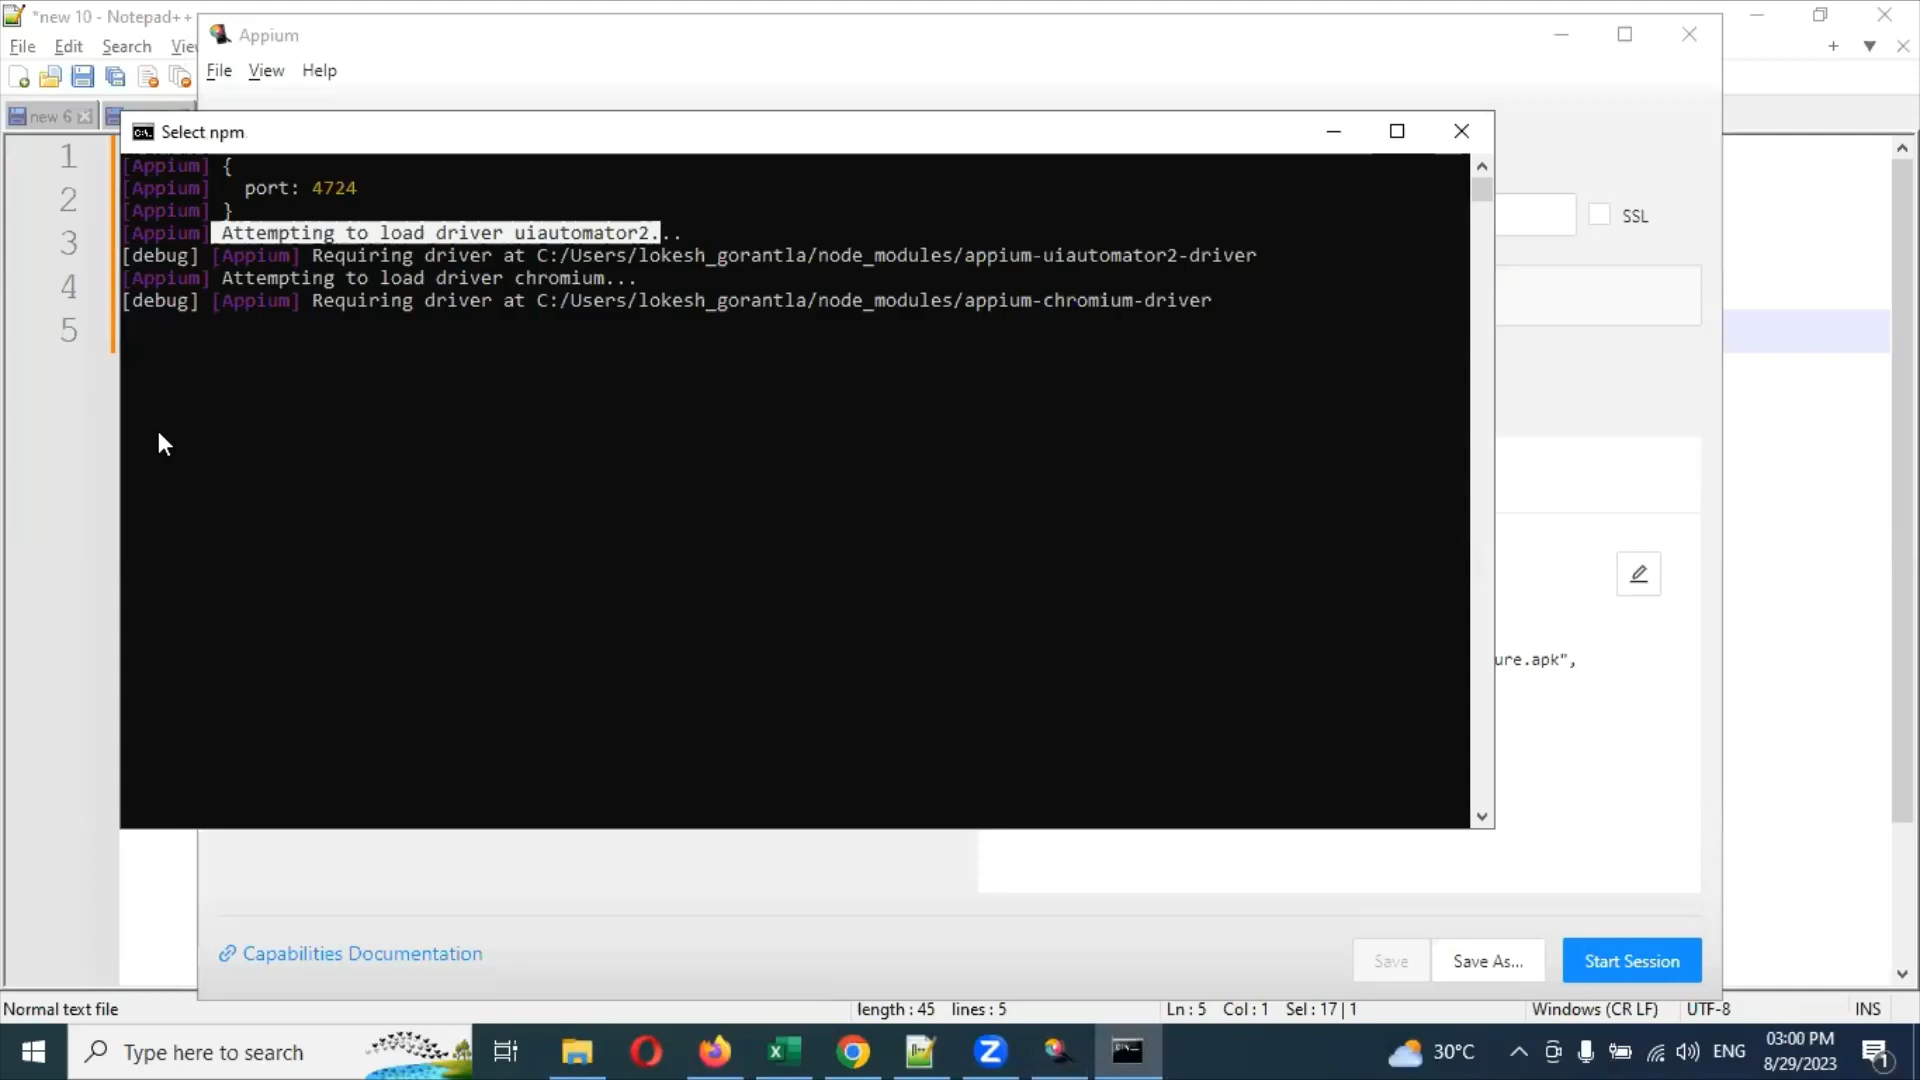 *new 10 - Notepad++
File Edit Search
Appium
File View Help
new 6
Select npm
1
2
3
4
5
[Appium] {
[Appium] port: 4724
[Appium] }
[Appium] Attempting to load driver uiautomator2...
[debug] [Appium] Requiring driver at C:/Users/lokesh_gorantla/node_modules/appium-uiautomator2-driver
[Appium] Attempting to load driver chromium...
[debug] [Appium] Requiring driver at C:/Users/lokesh_gorantla/node_modules/appium-chromium-driver
SSL
ure.apk",
Capabilities Documentation
Save Save As... Start Session
Normal text file length : 45 lines : 5 Ln : 5 Col : 1 Sel : 17 | 1 Windows (CR LF) UTF-8 INS
Type here to search
30°C ENG
03:00 PM
8/29/2023
1